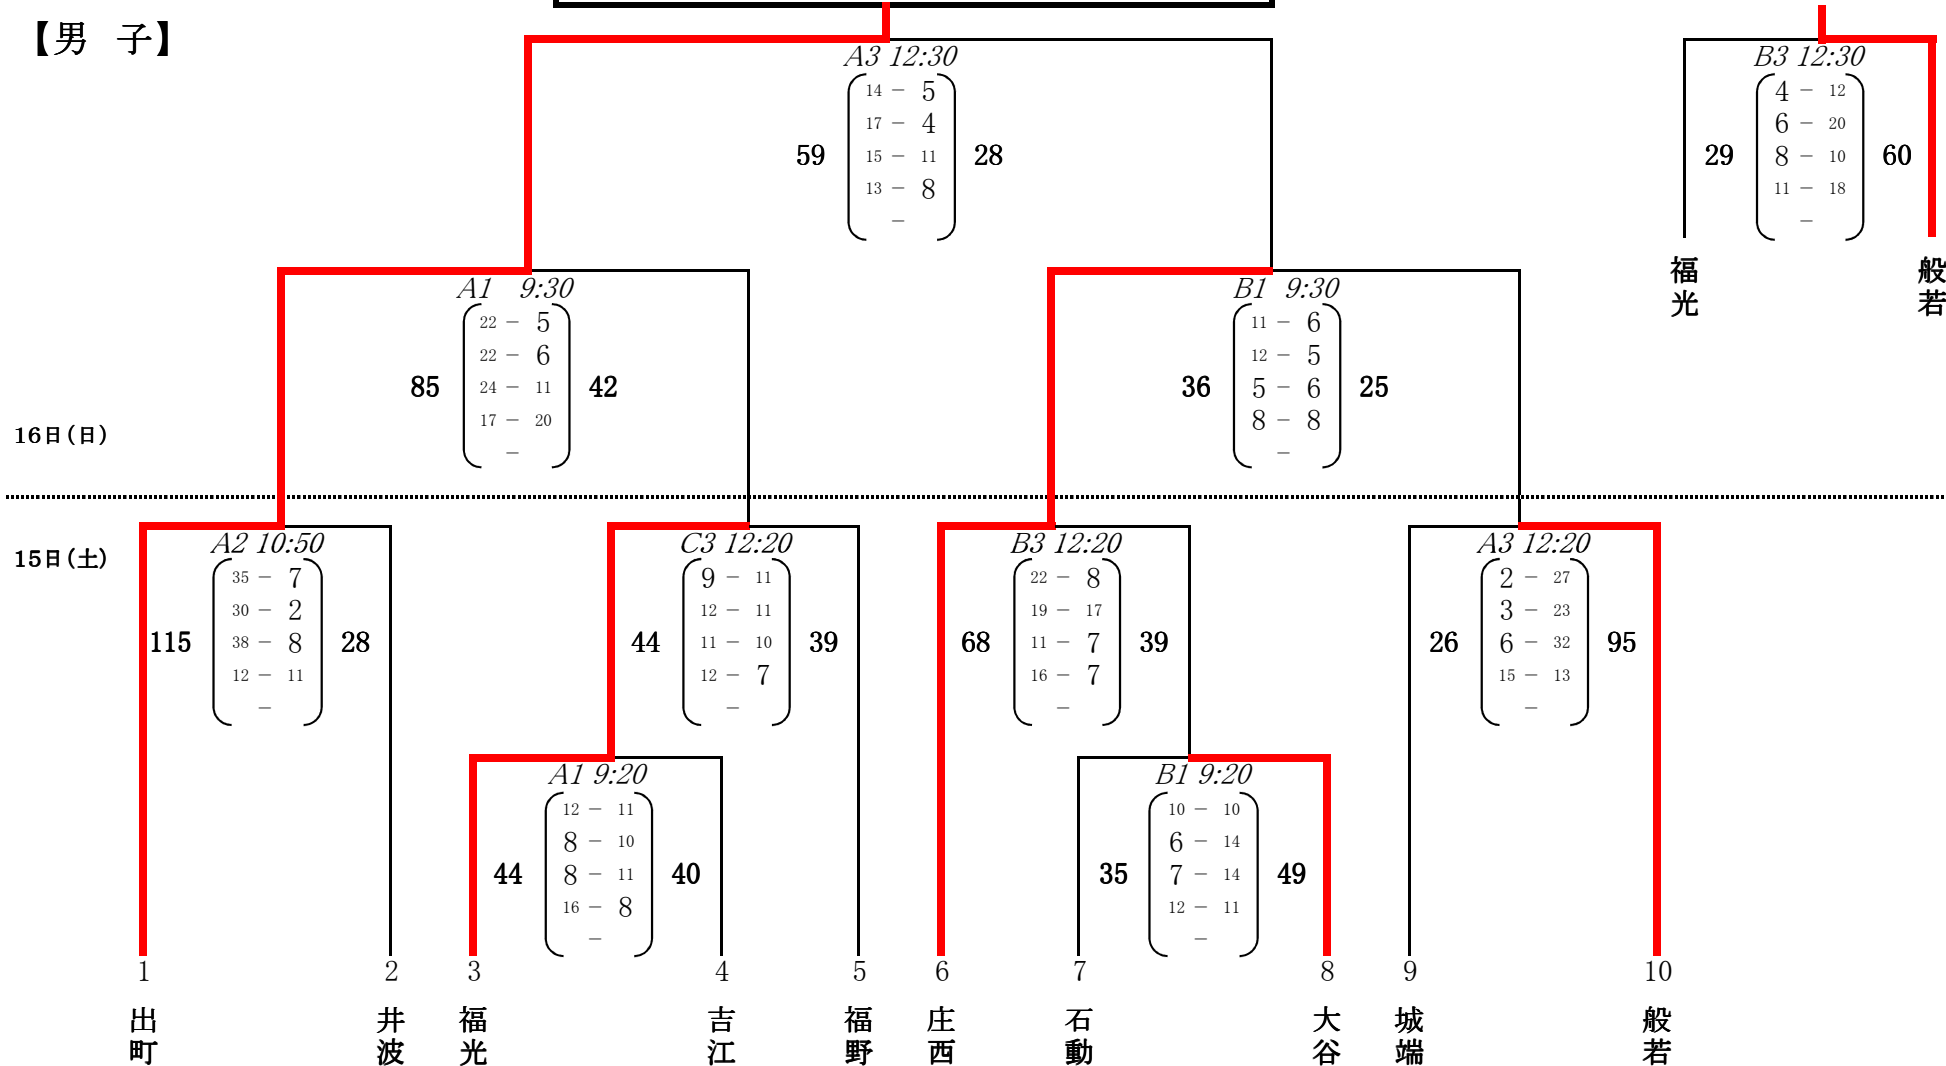 【男 子】
A3 12:30
14 － 5
17 － 4
59 15 － 11 28
13 － 8
－
B3 12:30
4 － 12
6 － 20
29 8 － 10 60
11 － 18
－
福光
般若
A1 9:30
22 － 5
22 － 6
85 24 － 11 42
17 － 20
－
B1 9:30
11 － 6
12 － 5
36 5 － 6 25
8 － 8
－
16日(日)
15日(土)
A2 10:50
35 － 7
30 － 2
115 38 － 8 28
12 － 11
－
C3 12:20
9 － 11
12 － 11
44 11 － 10 39
12 － 7
－
B3 12:20
22 － 8
19 － 17
68 11 － 7 39
16 － 7
－
A3 12:20
2 － 27
3 － 23
26 6 － 32 95
15 － 13
－
A1 9:20
12 － 11
8 － 10
44 8 － 11 40
16 － 8
－
B1 9:20
10 － 10
6 － 14
35 7 － 14 49
12 － 11
－
1 2 3 4 5 6 7 8 9 10
出町
井波
福光
吉江
福野
庄西
石動
大谷
城端
般若